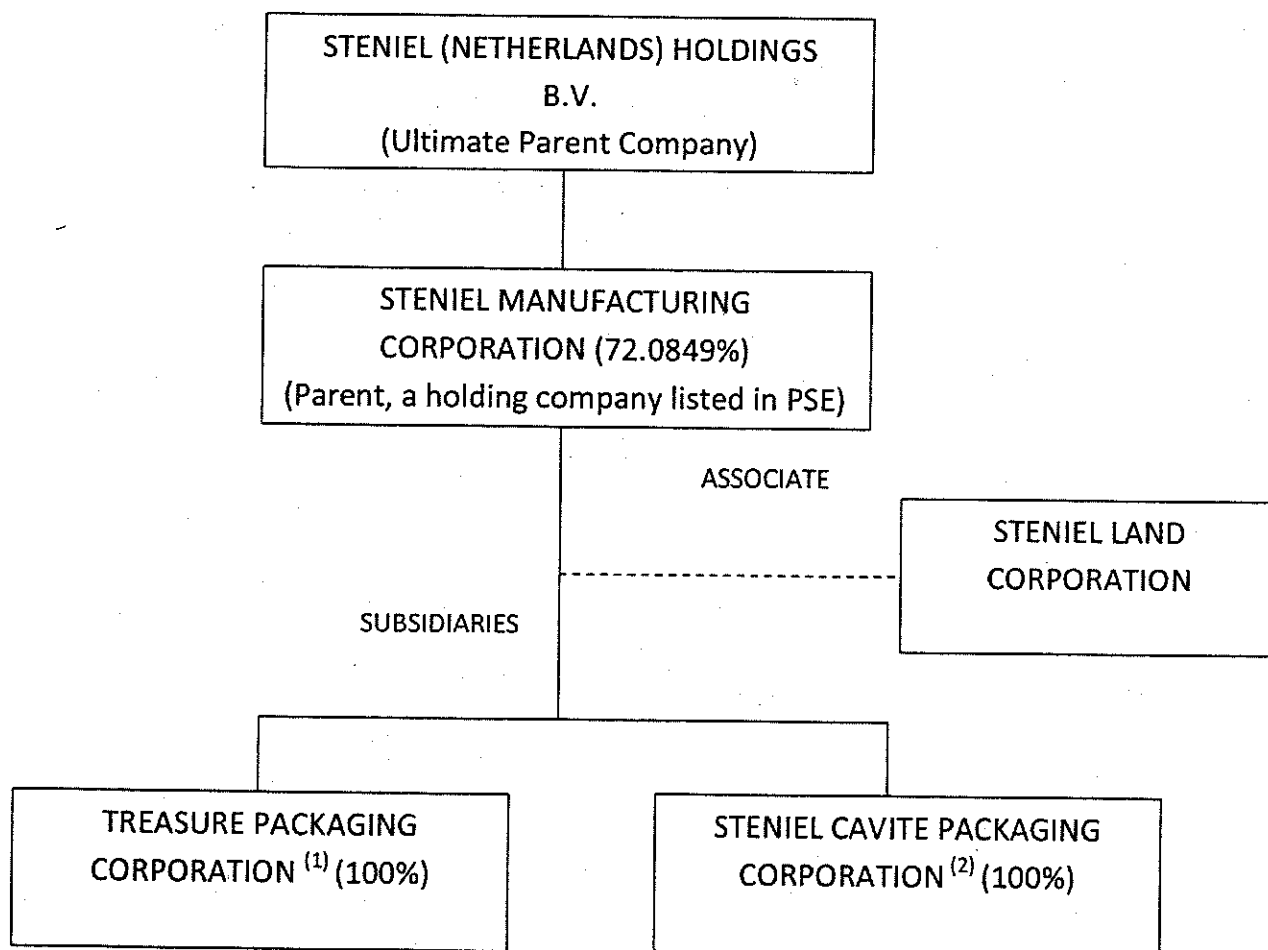 STENIEL (NETHERLANDS) HOLDINGS
B.V.
(Ultimate Parent Company)
STENIEL MANUFACTURING
CORPORATION (72.0849%)
(Parent, a holding company listed in PSE)
ASSOCIATE
STENIEL LAND
CORPORATION
SUBSIDIARIES
TREASURE PACKAGING
CORPORATION (1) (100%)
STENIEL CAVITE PACKAGING
CORPORATION (2) (100%)